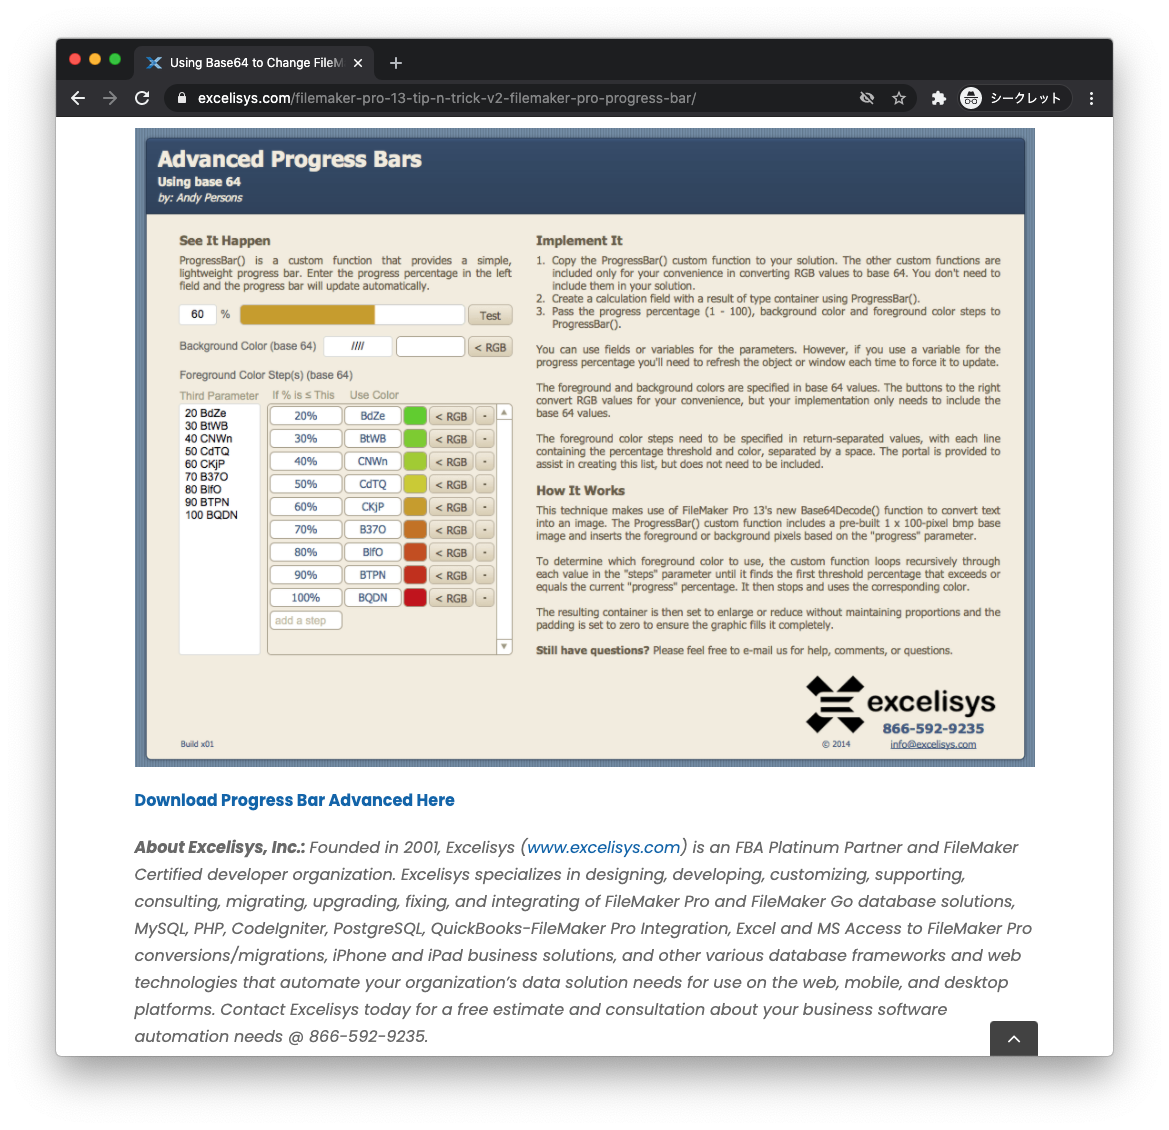 Using Base64 to Change FileM
excelisys.com/filemaker-pro-13-tip-n-trick-v2-filemaker-pro-progress-bar/
シークレット
Advanced Progress Bars
Using base 64
by: Andy Persons
See It Happen
ProgressBar() is a custom function that provides a simple,
lightweight progress bar. Enter the progress percentage in the left
field and the progress bar will update automatically.
60 %
Test
Background Color (base 64) //// < RGB
Foreground Color Step(s) (base 64)
Third Parameter If % is ≤ This Use Color
20 BdZe
30 BtWB
40 CNWn
50 CdTQ
60 CKjP
70 B37O
80 BlfO
90 BTPN
100 BQDN
20% BdZe < RGB -
30% BtWB < RGB -
40% CNWn < RGB -
50% CdTQ < RGB -
60% CKjP < RGB -
70% B37O < RGB -
80% BlfO < RGB -
90% BTPN < RGB -
100% BQDN < RGB -
add a step
Build x01
Implement It
1. Copy the ProgressBar() custom function to your solution. The other custom functions are
included only for your convenience in converting RGB values to base 64. You don't need to
include them in your solution.
2. Create a calculation field with a result of type container using ProgressBar().
3. Pass the progress percentage (1 - 100), background color and foreground color steps to
ProgressBar().
You can use fields or variables for the parameters. However, if you use a variable for the
progress percentage you'll need to refresh the object or window each time to force it to update.
The foreground and background colors are specified in base 64 values. The buttons to the right
convert RGB values for your convenience, but your implementation only needs to include the
base 64 values.
The foreground color steps need to be specified in return-separated values, with each line
containing the percentage threshold and color, separated by a space. The portal is provided to
assist in creating this list, but does not need to be included.
How It Works
This technique makes use of FileMaker Pro 13's new Base64Decode() function to convert text
into an image. The ProgressBar() custom function includes a pre-built 1 x 100-pixel bmp base
image and inserts the foreground or background pixels based on the "progress" parameter.
To determine which foreground color to use, the custom function loops recursively through
each value in the "steps" parameter until it finds the first threshold percentage that exceeds or
equals the current "progress" percentage. It then stops and uses the corresponding color.
The resulting container is then set to enlarge or reduce without maintaining proportions and the
padding is set to zero to ensure the graphic fills it completely.
Still have questions? Please feel free to e-mail us for help, comments, or questions.
excelisys
866-592-9235
© 2014 info@excelisys.com
Download Progress Bar Advanced Here
About Excelisys, Inc.: Founded in 2001, Excelisys (www.excelisys.com) is an FBA Platinum Partner and FileMaker
Certified developer organization. Excelisys specializes in designing, developing, customizing, supporting,
consulting, migrating, upgrading, fixing, and integrating of FileMaker Pro and FileMaker Go database solutions,
MySQL, PHP, CodeIgniter, PostgreSQL, QuickBooks-FileMaker Pro Integration, Excel and MS Access to FileMaker Pro
conversions/migrations, iPhone and iPad business solutions, and other various database frameworks and web
technologies that automate your organization’s data solution needs for use on the web, mobile, and desktop
platforms. Contact Excelisys today for a free estimate and consultation about your business software
automation needs @ 866-592-9235.